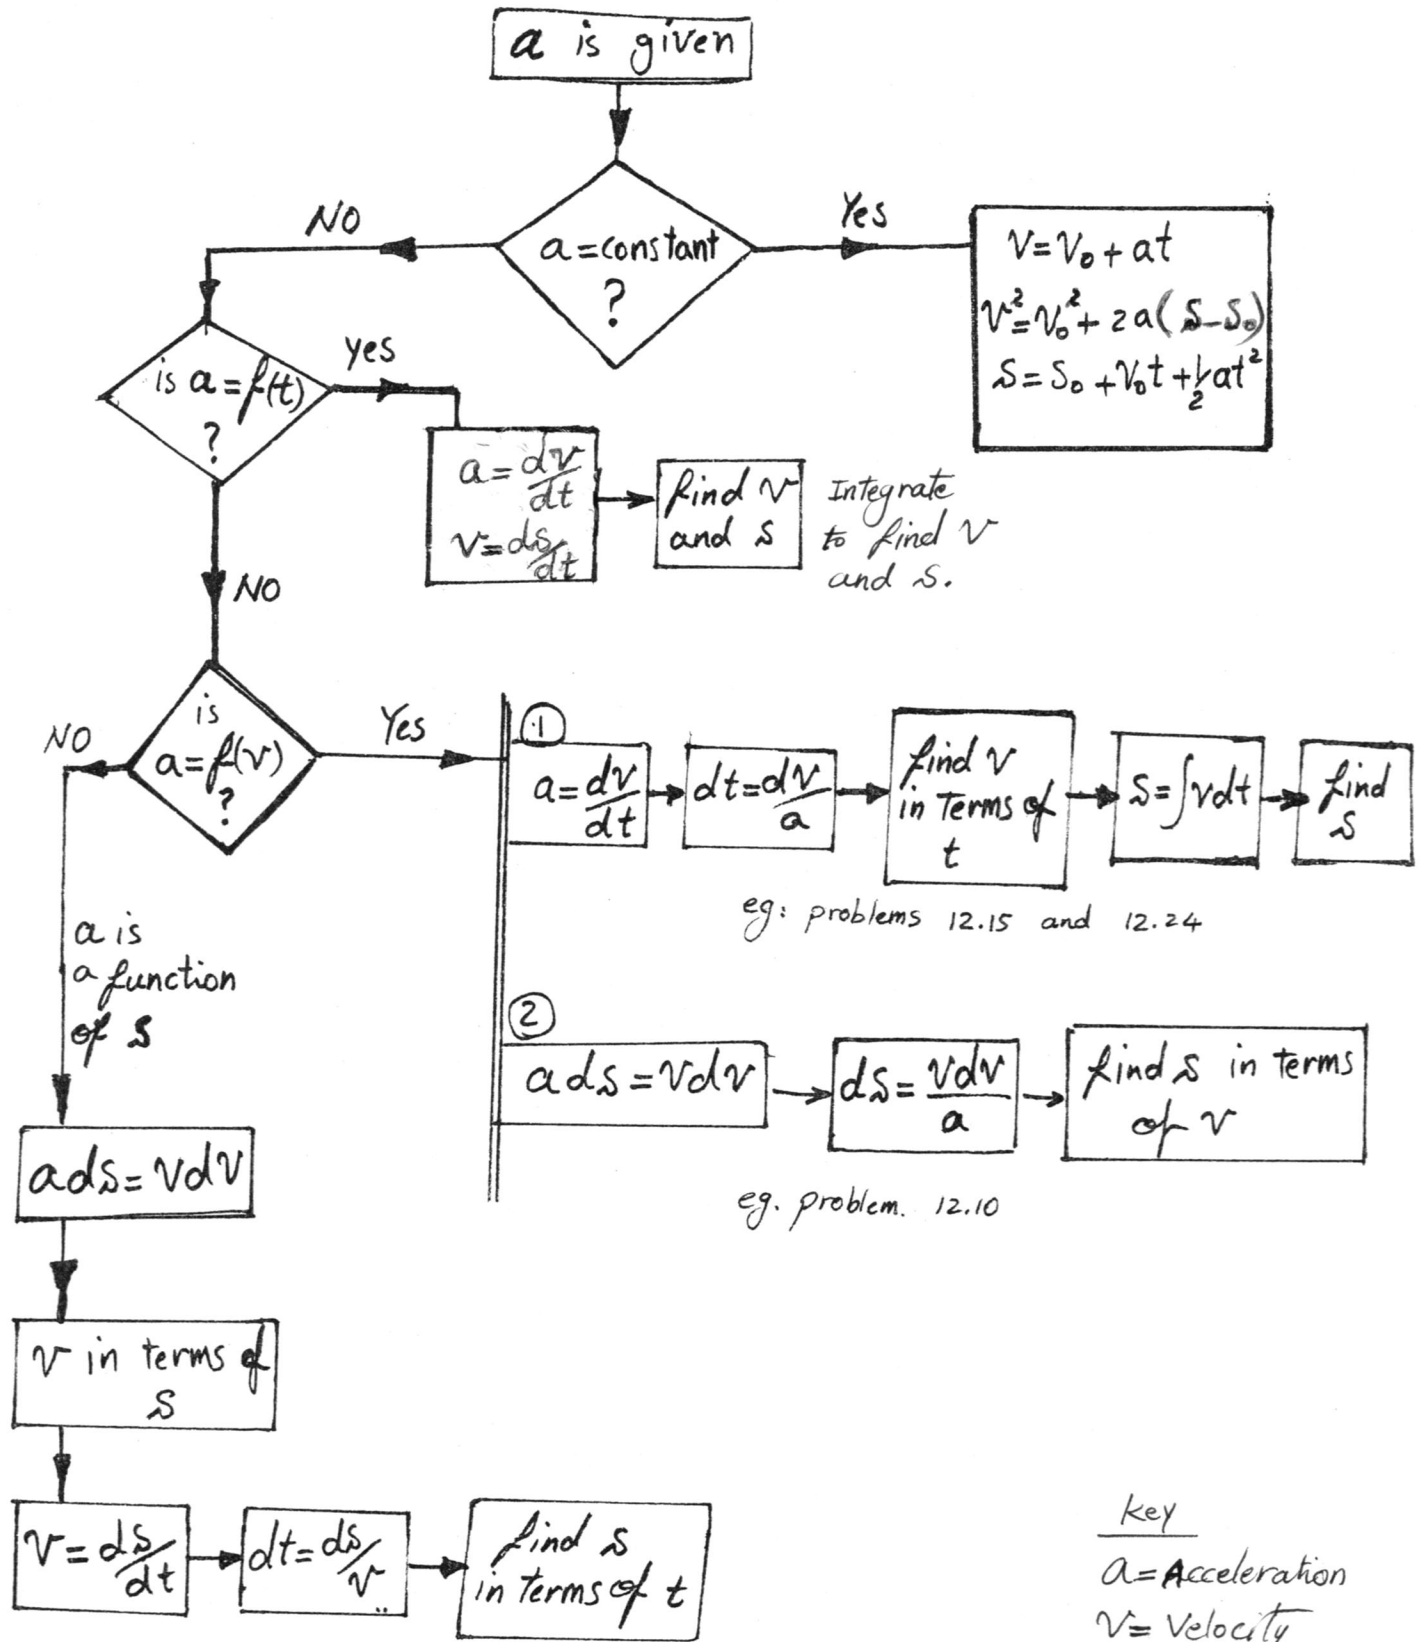 a is given
NO
Yes
a = constant
?
V = V₀ + at
V² = V₀² + 2a(S - S₀)
S = S₀ + V₀t + 1/2 at²
is a = f(t)
?
yes
a = dv/dt
V = ds/dt
find v
and s
Integrate
to find v
and s.
NO
is
a = f(v)
?
NO
Yes
①
a = dv/dt
dt = dv/a
find v
in terms of
t
S = ∫vdt
find
s
eg: problems 12.15 and 12.24
②
a ds = vdv
ds = vdv/a
find s in terms
of v
eg. problem. 12.10
a is
a function
of s
a ds = vdv
v in terms of
s
V = ds/dt
dt = ds/v
find s
in terms of t
key
a = Acceleration
V = Velocity